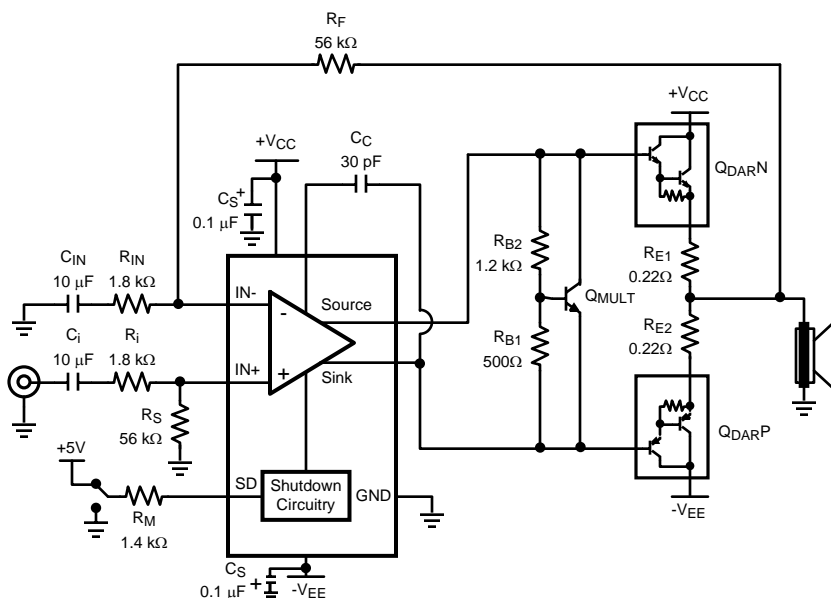 RF
56 kΩ
+VCC
+VCC
CC
30 pF
QDARN
CS +
0.1 μF
RB2
1.2 kΩ
RE1
0.22Ω
CIN
10 μF
RIN
1.8 kΩ
IN-
-
Source
QMULT
Ci
10 μF
Ri
1.8 kΩ
IN+
+
Sink
RB1
500Ω
RE2
0.22Ω
RS
56 kΩ
QDARP
+5V
SD
Shutdown
Circuitry
GND
RM
1.4 kΩ
-VEE
CS +
0.1 μF
-VEE